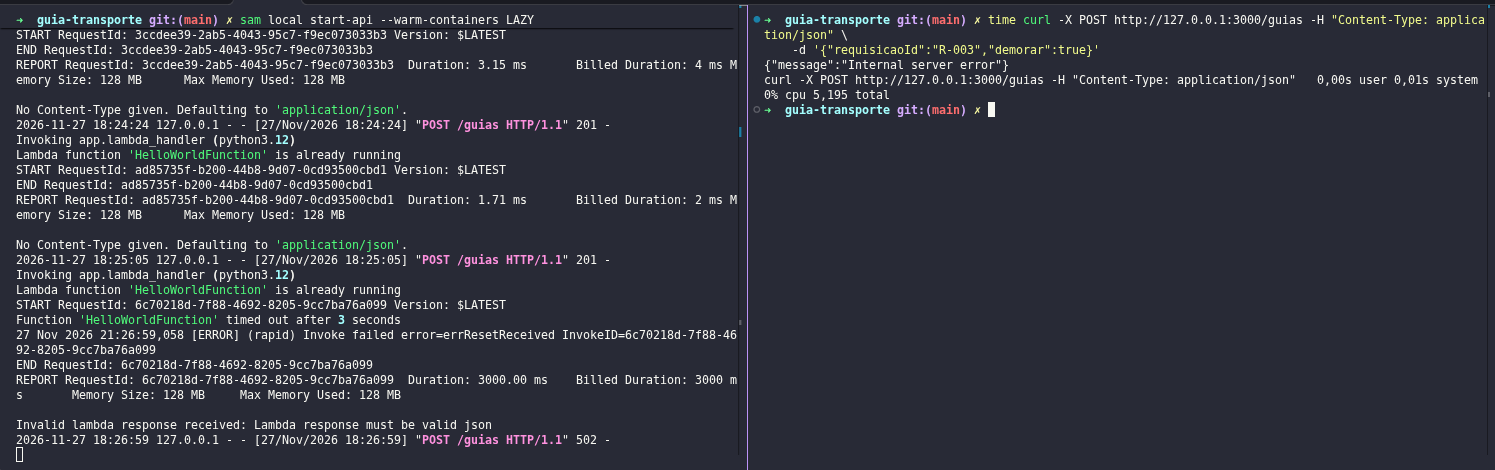 ➜  guia-transporte git:(main) ✗ sam local start-api --warm-containers LAZY
START RequestId: 3ccdee39-2ab5-4043-95c7-f9ec073033b3 Version: $LATEST
END RequestId: 3ccdee39-2ab5-4043-95c7-f9ec073033b3
REPORT RequestId: 3ccdee39-2ab5-4043-95c7-f9ec073033b3  Duration: 3.15 ms       Billed Duration: 4 ms M
emory Size: 128 MB      Max Memory Used: 128 MB

No Content-Type given. Defaulting to 'application/json'.
2026-11-27 18:24:24 127.0.0.1 - - [27/Nov/2026 18:24:24] "POST /guias HTTP/1.1" 201 -
Invoking app.lambda_handler (python3.12)
Lambda function 'HelloWorldFunction' is already running
START RequestId: ad85735f-b200-44b8-9d07-0cd93500cbd1 Version: $LATEST
END RequestId: ad85735f-b200-44b8-9d07-0cd93500cbd1
REPORT RequestId: ad85735f-b200-44b8-9d07-0cd93500cbd1  Duration: 1.71 ms       Billed Duration: 2 ms M
emory Size: 128 MB      Max Memory Used: 128 MB

No Content-Type given. Defaulting to 'application/json'.
2026-11-27 18:25:05 127.0.0.1 - - [27/Nov/2026 18:25:05] "POST /guias HTTP/1.1" 201 -
Invoking app.lambda_handler (python3.12)
Lambda function 'HelloWorldFunction' is already running
START RequestId: 6c70218d-7f88-4692-8205-9cc7ba76a099 Version: $LATEST
Function 'HelloWorldFunction' timed out after 3 seconds
27 Nov 2026 21:26:59,058 [ERROR] (rapid) Invoke failed error=errResetReceived InvokeID=6c70218d-7f88-46
92-8205-9cc7ba76a099
END RequestId: 6c70218d-7f88-4692-8205-9cc7ba76a099
REPORT RequestId: 6c70218d-7f88-4692-8205-9cc7ba76a099  Duration: 3000.00 ms    Billed Duration: 3000 m
s       Memory Size: 128 MB     Max Memory Used: 128 MB

Invalid lambda response received: Lambda response must be valid json
2026-11-27 18:26:59 127.0.0.1 - - [27/Nov/2026 18:26:59] "POST /guias HTTP/1.1" 502 -
➜  guia-transporte git:(main) ✗ time curl -X POST http://127.0.0.1:3000/guias -H "Content-Type: applica
tion/json" \
    -d '{"requisicaoId":"R-003","demorar":true}'
{"message":"Internal server error"}
curl -X POST http://127.0.0.1:3000/guias -H "Content-Type: application/json"   0,00s user 0,01s system
0% cpu 5,195 total
➜  guia-transporte git:(main) ✗